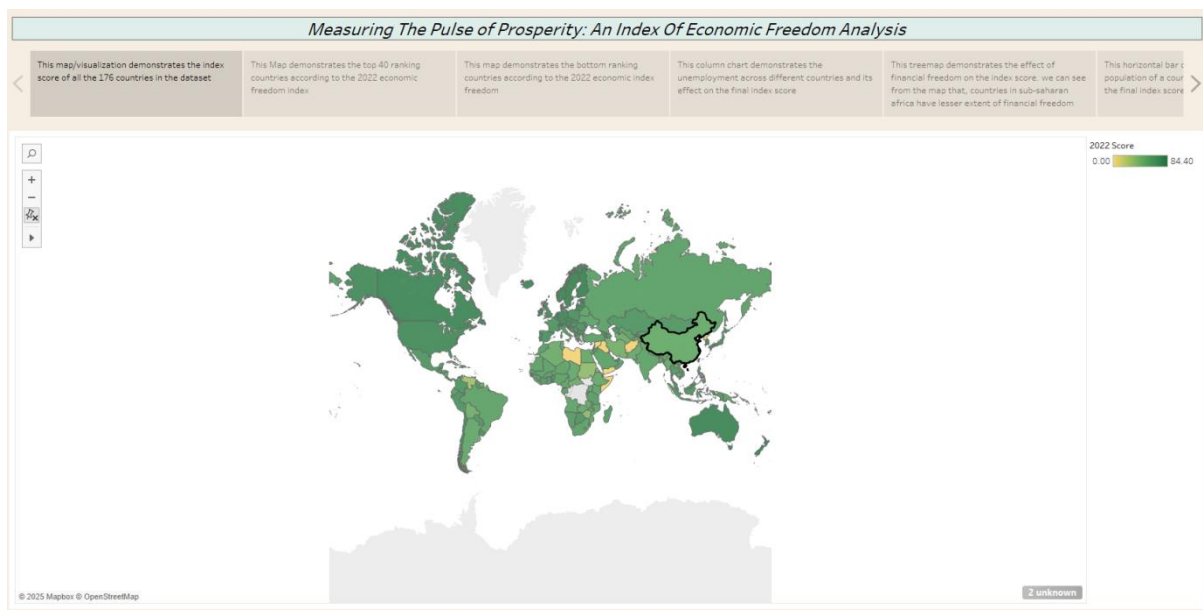 Measuring The Pulse of Prosperity: An Index Of Economic Freedom Analysis
This map/visualization demonstrates the index
score of all the 176 countries in the dataset
This Map demonstrates the top 40 ranking
countries according to the 2022 economic
freedom index
This map demonstrates the bottom ranking
countries according to the 2022 economic index
freedom
This column chart demonstrates the
unemployment across different countries and its
effect on the final index score
This treemap demonstrates the effect of
financial freedom on the index score. we can see
from the map that, countries in sub-saharan
africa have lesser extent of financial freedom
This horizontal bar
population of a cou
the final index score
2022 Score
0.00 84.40
© 2025 Mapbox © OpenStreetMap
2 unknown